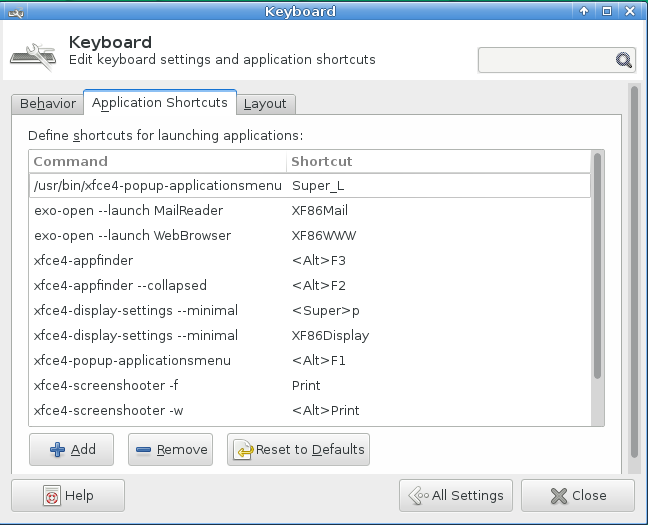 Keyboard
Keyboard
Edit keyboard settings and application shortcuts
Behavior Application Shortcuts Layout
Define shortcuts for launching applications:
Command Shortcut
/usr/bin/xfce4-popup-applicationsmenu Super_L
exo-open --launch MailReader XF86Mail
exo-open --launch WebBrowser XF86WWW
xfce4-appfinder <Alt>F3
xfce4-appfinder --collapsed <Alt>F2
xfce4-display-settings --minimal <Super>p
xfce4-display-settings --minimal XF86Display
xfce4-popup-applicationsmenu <Alt>F1
xfce4-screenshooter -f Print
xfce4-screenshooter -w <Alt>Print
Add Remove Reset to Defaults
Help All Settings Close